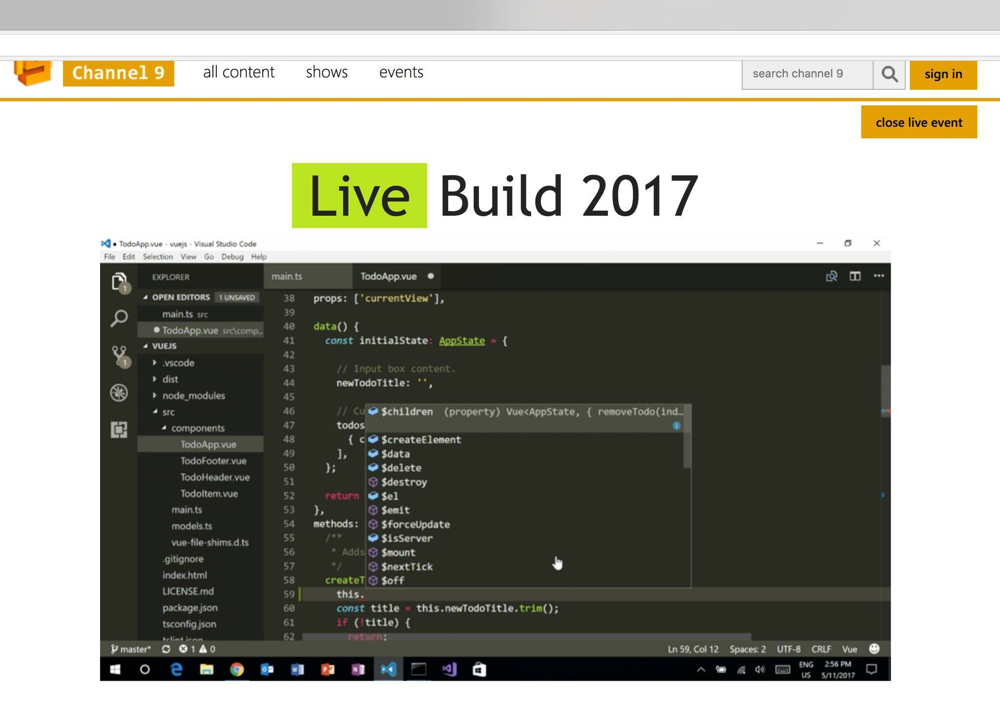 Channel 9
all content
shows
events
search channel 9
sign in
close live event
Live Build 2017
TodoApp.vue - vuejs - Visual Studio Code
File Edit Selection View Go Debug Help
EXPLORER
OPEN EDITORS 1 UNSAVED
main.ts src
TodoApp.vue src\comp..
VUEJS
.vscode
dist
node_modules
src
components
TodoApp.vue
TodoFooter.vue
TodoHeader.vue
TodoItem.vue
main.ts
models.ts
vue-file-shims.d.ts
.gitignore
index.html
LICENSE.md
package.json
tsconfig.json
tslint.json
main.ts
TodoApp.vue
38 props: ['currentView'],
39
40 data() {
41 const initialState: AppState = {
42
43 // Input box content.
44 newTodoTitle: '',
45
46 // Cu
47 todos
48 { c
49 ],
50 };
51
52 return
53 },
54 methods:
55 /**
56 * Adds
57 */
58 createT
59 this.
60 const title = this.newTodoTitle.trim();
61 if (!title) {
62 return;
$children (property) Vue<AppState, { removeTodo(ind...
$createElement
$data
$delete
$destroy
$el
$emit
$forceUpdate
$isServer
$mount
$nextTick
$off
master* 1 0
Ln 59, Col 12 Spaces: 2 UTF-8 CRLF Vue
ENG
US
2:56 PM
5/11/2017